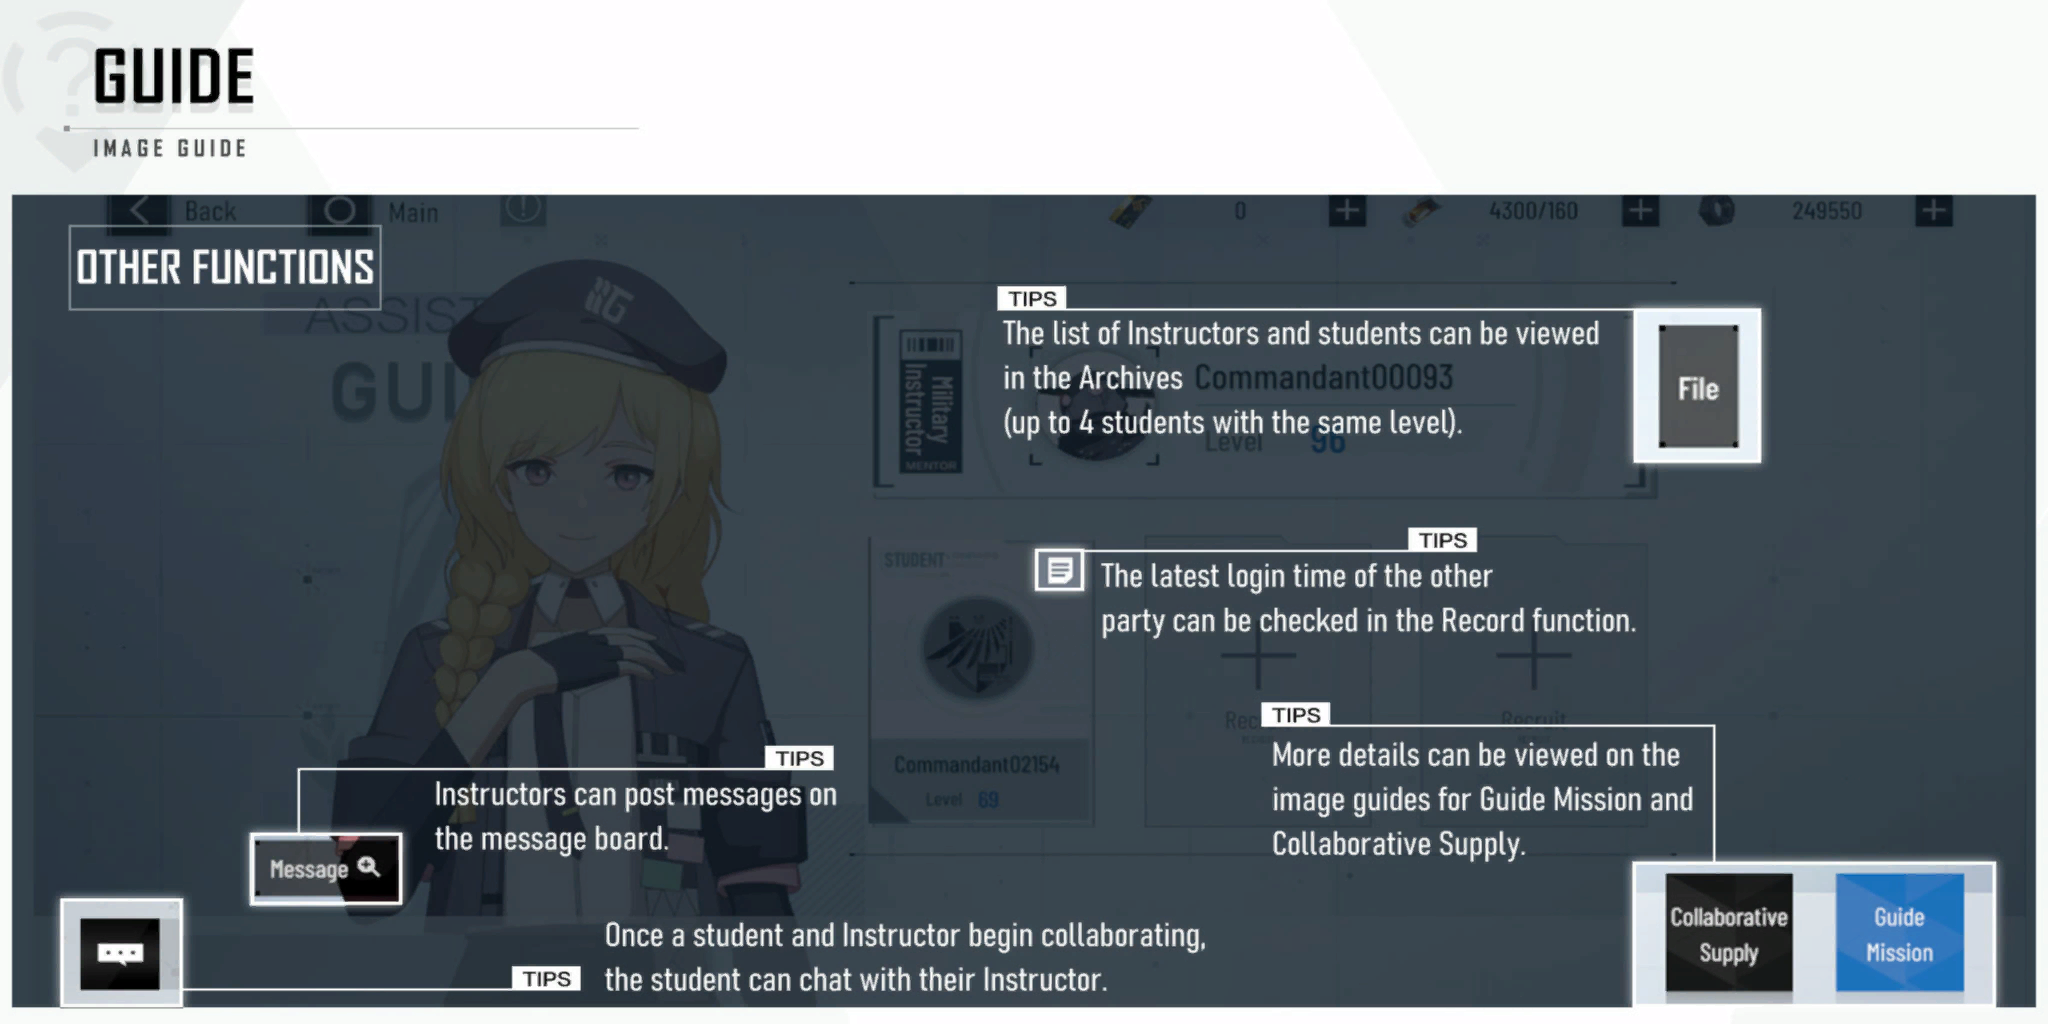 GUIDE
IMAGE GUIDE
Back
Main
0
4300/160
249550
OTHER FUNCTIONS
ASSIST
GUI
TIPS
The list of Instructors and students can be viewed
in the Archives
(up to 4 students with the same level).
File
Military
Instructor
MENTOR
Commandant00093
Level 96
TIPS
The latest login time of the other
party can be checked in the Record function.
STUDENT
Commandant02154
Level 69
Recruit
TIPS
More details can be viewed on the
image guides for Guide Mission and
Collaborative Supply.
TIPS
Instructors can post messages on
the message board.
Message
TIPS
Once a student and Instructor begin collaborating,
the student can chat with their Instructor.
Collaborative
Supply
Guide
Mission